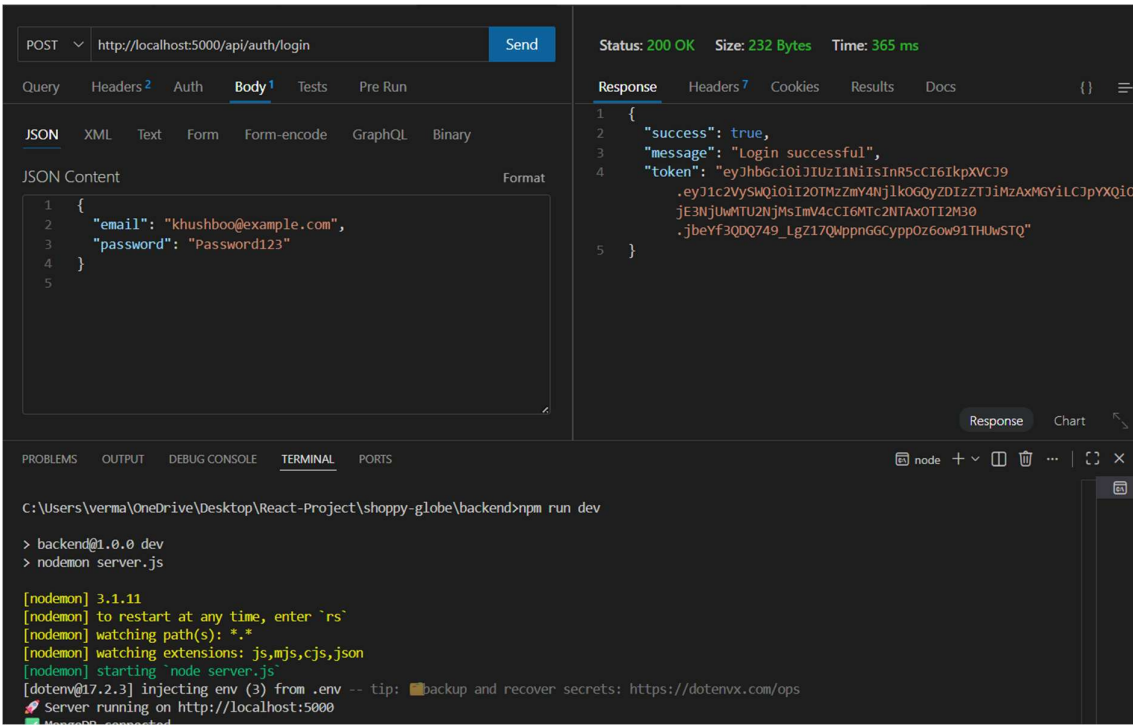 POST http://localhost:5000/api/auth/login Send
Query Headers 2 Auth Body 1 Tests Pre Run
JSON XML Text Form Form-encode GraphQL Binary
JSON Content Format
1 {
2 "email": "khushboo@example.com",
3 "password": "Password123"
4 }
5
Status: 200 OK Size: 232 Bytes Time: 365 ms
Response Headers 7 Cookies Results Docs {}
1 {
2 "success": true,
3 "message": "Login successful",
4 "token": "eyJhbGciOiJIUzI1NiIsInR5cCI6IkpXVCJ9
.eyJ1c2VySWQiOiI2OTMzZmY4NjlkOGQyZDIzZTJiMzAxMGYiLCJpYXQiO
jE3NjUwMTU2NjMsImV4cCI6MTc2NTAxOTI2M30
.jbeYf3QDQ749_LgZ17QWppnGGCyppOz6ow91THUwSTQ"
5 }
Response Chart
PROBLEMS OUTPUT DEBUG CONSOLE TERMINAL PORTS node
C:\Users\verma\OneDrive\Desktop\React-Project\shoppy-globe\backend>npm run dev
> backend@1.0.0 dev
> nodemon server.js
[nodemon] 3.1.11
[nodemon] to restart at any time, enter `rs`
[nodemon] watching path(s): *.*
[nodemon] watching extensions: js,mjs,cjs,json
[nodemon] starting `node server.js`
[dotenv@17.2.3] injecting env (3) from .env -- tip: 🗂️ backup and recover secrets: https://dotenvx.com/ops
🚀 Server running on http://localhost:5000
✅ MongoDB connected